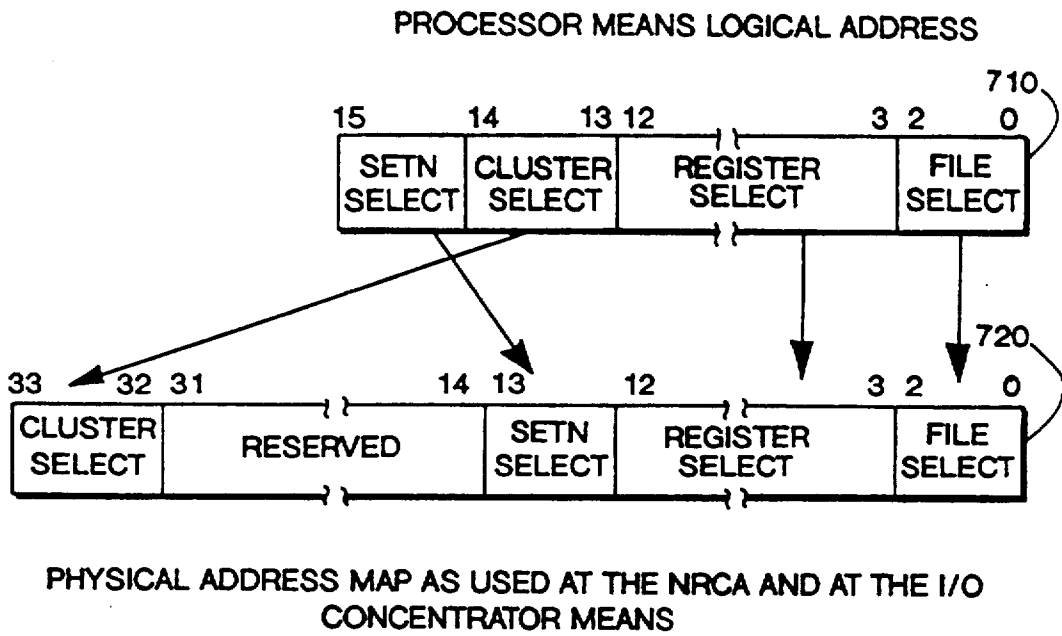 PROCESSOR MEANS LOGICAL ADDRESS
710
15 14 13 12 3 2 0
SETN SELECT CLUSTER SELECT REGISTER SELECT FILE SELECT
720
33 32 31 14 13 12 3 2 0
CLUSTER SELECT RESERVED SETN SELECT REGISTER SELECT FILE SELECT
PHYSICAL ADDRESS MAP AS USED AT THE NRCA AND AT THE I/O
CONCENTRATOR MEANS